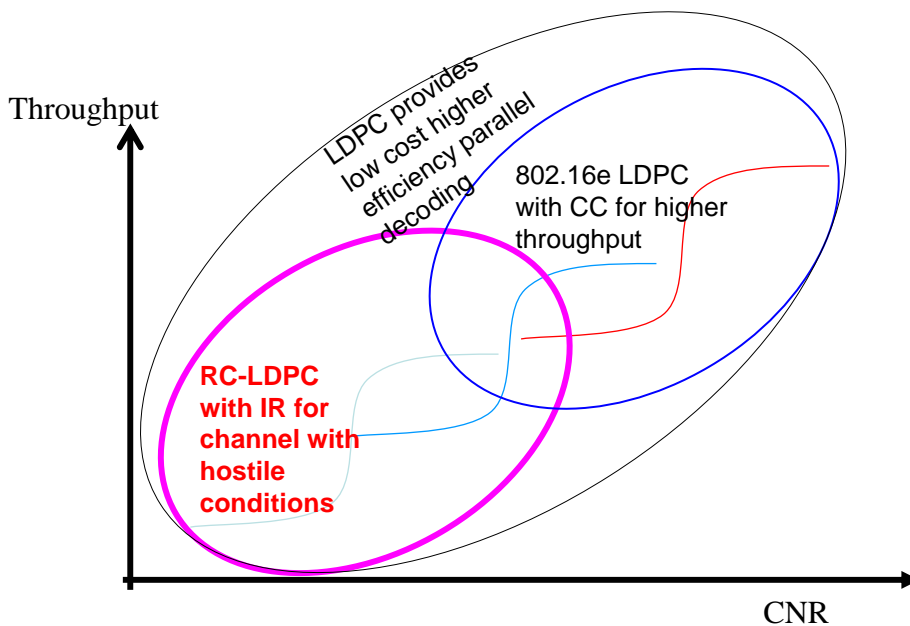 Throughput
LDPC provides
low cost higher
efficiency parallel
decoding
802.16e LDPC
with CC for higher
throughput
RC-LDPC
with IR for
channel with
hostile
conditions
CNR